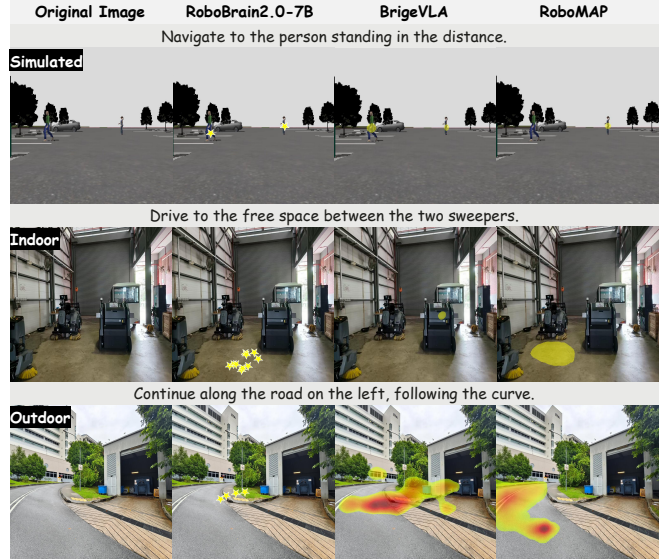 Original Image RoboBrain2.0-7B BrigeVLA RoboMAP
Navigate to the person standing in the distance.
Simulated
Drive to the free space between the two sweepers.
Indoor
Continue along the road on the left, following the curve.
Outdoor